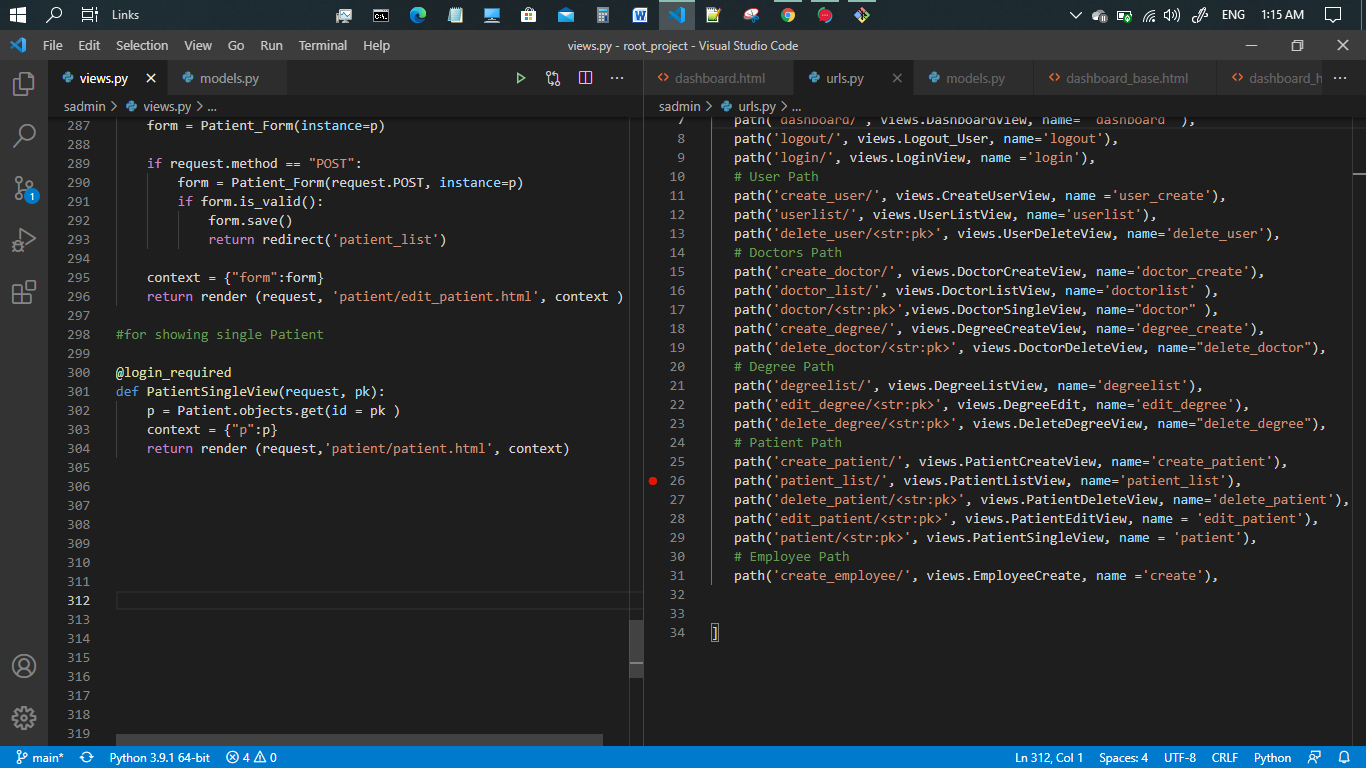 Links
ENG
1:15 AM
File Edit Selection View Go Run Terminal Help
views.py - root_project - Visual Studio Code
views.py
models.py
sadmin > views.py > ...
287 form = Patient_Form(instance=p)
288
289 if request.method == "POST":
290 form = Patient_Form(request.POST, instance=p)
291 if form.is_valid():
292 form.save()
293 return redirect('patient_list')
294
295 context = {"form":form}
296 return render (request, 'patient/edit_patient.html', context )
297
298 #for showing single Patient
299
300 @login_required
301 def PatientSingleView(request, pk):
302 p = Patient.objects.get(id = pk )
303 context = {"p":p}
304 return render (request,'patient/patient.html', context)
305
306
307
308
309
310
311
312
313
314
315
316
317
318
319
dashboard.html
urls.py
models.py
dashboard_base.html
dashboard_h
sadmin > urls.py > ...
7 path('dashboard/', views.DashboardView, name= 'dashboard' ),
8 path('logout/', views.Logout_User, name='logout'),
9 path('login/', views.LoginView, name ='login'),
10 # User Path
11 path('create_user/', views.CreateUserView, name ='user_create'),
12 path('userlist/', views.UserListView, name='userlist'),
13 path('delete_user/<str:pk>', views.UserDeleteView, name='delete_user'),
14 # Doctors Path
15 path('create_doctor/', views.DoctorCreateView, name='doctor_create'),
16 path('doctor_list/', views.DoctorListView, name='doctorlist' ),
17 path('doctor/<str:pk>',views.DoctorSingleView, name="doctor" ),
18 path('create_degree/', views.DegreeCreateView, name='degree_create'),
19 path('delete_doctor/<str:pk>', views.DoctorDeleteView, name="delete_doctor"),
20 # Degree Path
21 path('degreelist/', views.DegreeListView, name='degreelist'),
22 path('edit_degree/<str:pk>', views.DegreeEdit, name='edit_degree'),
23 path('delete_degree/<str:pk>', views.DeleteDegreeView, name="delete_degree"),
24 # Patient Path
25 path('create_patient/', views.PatientCreateView, name='create_patient'),
26 path('patient_list/', views.PatientListView, name='patient_list'),
27 path('delete_patient/<str:pk>', views.PatientDeleteView, name='delete_patient'),
28 path('edit_patient/<str:pk>', views.PatientEditView, name = 'edit_patient'),
29 path('patient/<str:pk>', views.PatientSingleView, name = 'patient'),
30 # Employee Path
31 path('create_employee/', views.EmployeeCreate, name ='create'),
32
33
34 ]
1
main* Python 3.9.1 64-bit 4 0
Ln 312, Col 1 Spaces: 4 UTF-8 CRLF Python